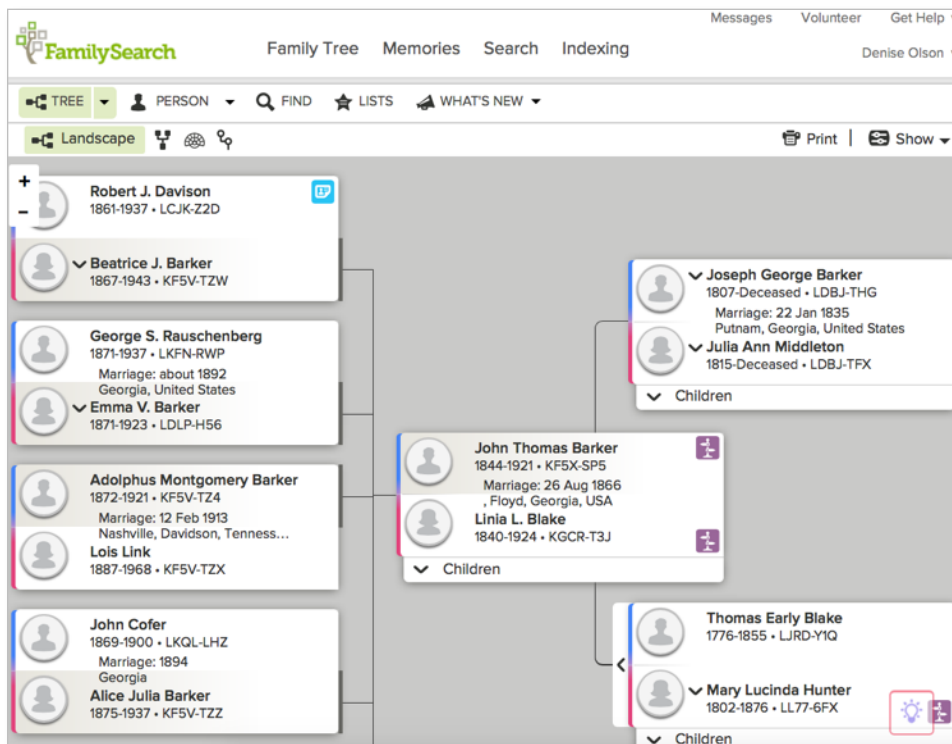 Messages Volunteer Get Help
FamilySearch
Family Tree Memories Search Indexing
Denise Olson
TREE PERSON FIND LISTS WHAT'S NEW
Landscape
Print | Show
+
−
Robert J. Davison
1861-1937 • LCJK-Z2D
Beatrice J. Barker
1867-1943 • KF5V-TZW
George S. Rauschenberg
1871-1937 • LKFN-RWP
Marriage: about 1892
Georgia, United States
Emma V. Barker
1871-1923 • LDLP-H56
Adolphus Montgomery Barker
1872-1921 • KF5V-TZ4
Marriage: 12 Feb 1913
Nashville, Davidson, Tenness...
Lois Link
1887-1968 • KF5V-TZX
John Cofer
1869-1900 • LKQL-LHZ
Marriage: 1894
Georgia
Alice Julia Barker
1875-1937 • KF5V-TZZ
John Thomas Barker
1844-1921 • KF5X-SP5
Marriage: 26 Aug 1866
, Floyd, Georgia, USA
Linia L. Blake
1840-1924 • KGCR-T3J
Children
Joseph George Barker
1807-Deceased • LDBJ-THG
Marriage: 22 Jan 1835
Putnam, Georgia, United States
Julia Ann Middleton
1815-Deceased • LDBJ-TFX
Children
Thomas Early Blake
1776-1855 • LJRD-Y1Q
Mary Lucinda Hunter
1802-1876 • LL77-6FX
Children